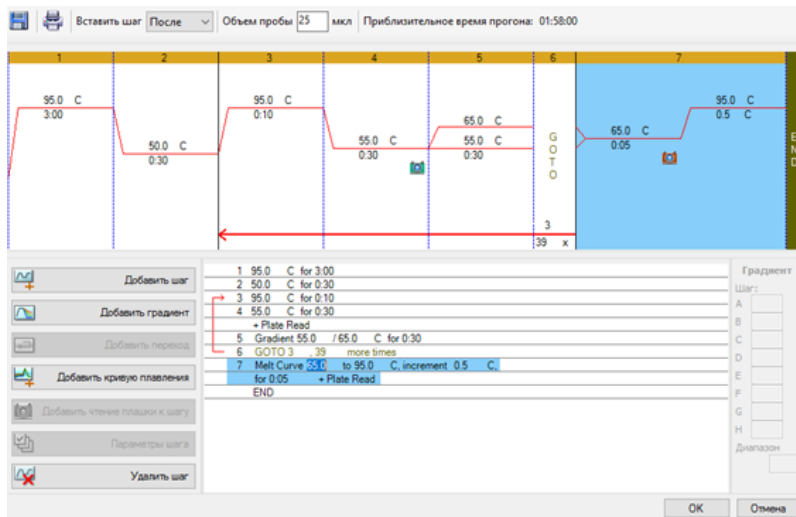 Вставить шаг После Объем пробы 25 мкл Приблизительное время прогона: 01:58:00
1 2 3 4 5 6 7
95.0 C
3:00
50.0 C
0:30
95.0 C
0:10
55.0 C
0:30
65.0 C
55.0 C
0:30
GOTO
3
39 x
65.0 C
0:05
95.0 C
0.5 C
END
Добавить шаг
Добавить градиент
Добавить переход
Добавить кривую плавления
Добавить чтение плашки к шагу
Параметры шага
Удалить шаг
1 95.0 C for 3:00
2 50.0 C for 0:30
3 95.0 C for 0:10
4 55.0 C for 0:30
+ Plate Read
5 Gradient 55.0 / 65.0 C for 0:30
6 GOTO 3 , 39 more times
7 Melt Curve 65.0 to 95.0 C, increment 0.5 C,
for 0:05 + Plate Read
END
Градиент
Шаг:
A
B
C
D
E
F
G
H
Диапазон
OK Отмена